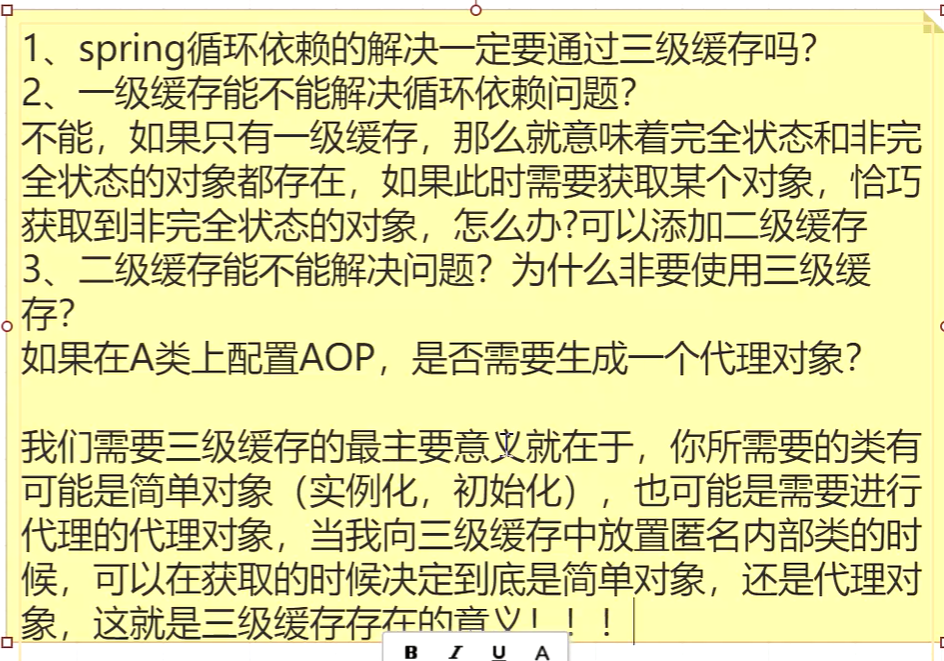 1、spring循环依赖的解决一定要通过三级缓存吗？
2、一级缓存能不能解决循环依赖问题？
不能，如果只有一级缓存，那么就意味着完全状态和非完
全状态的对象都存在，如果此时需要获取某个对象，恰巧
获取到非完全状态的对象，怎么办?可以添加二级缓存
3、二级缓存能不能解决问题？为什么非要使用三级缓
存？
如果在A类上配置AOP，是否需要生成一个代理对象？
我们需要三级缓存的最主要意义就在于，你所需要的类有
可能是简单对象（实例化，初始化），也可能是需要进行
代理的代理对象，当我向三级缓存中放置匿名内部类的时
候，可以在获取的时候决定到底是简单对象，还是代理对
象，这就是三级缓存存在的意义！！！
B I U A